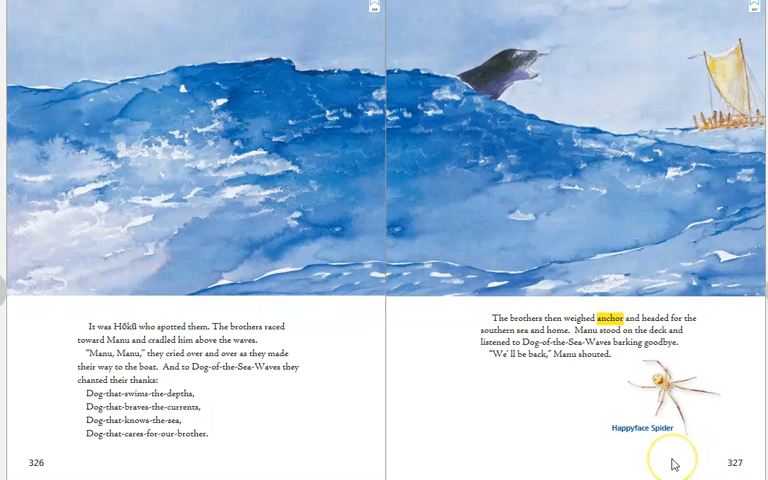 It was Hōkū who spotted them. The brothers raced
toward Manu and cradled him above the waves.
"Manu, Manu," they cried over and over as they made
their way to the boat. And to Dog-of-the-Sea-Waves they
chanted their thanks:
Dog-that-swims-the-depths,
Dog-that-braves-the-currents,
Dog-that-knows-the-sea,
Dog-that-cares-for-our-brother.
326
The brothers then weighed anchor and headed for the
southern sea and home. Manu stood on the deck and
listened to Dog-of-the-Sea-Waves barking goodbye.
"We'll be back," Manu shouted.
Happyface Spider
327